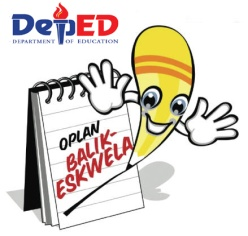 DepED
DEPARTMENT OF EDUCATION
OPLAN
BALIK-
ESKWELA